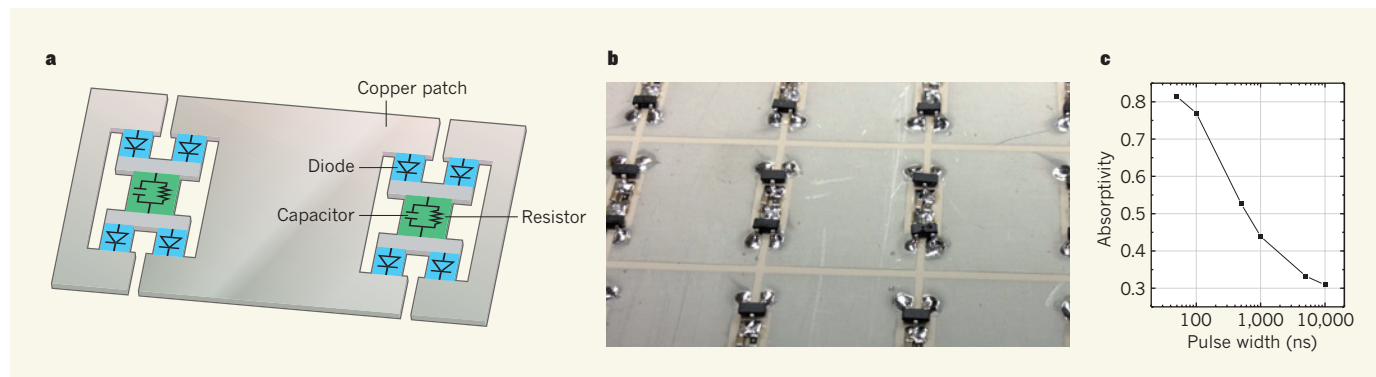 a
Copper patch
Diode
Capacitor
Resistor
b
c
Absorptivity
0.8
0.7
0.6
0.5
0.4
0.3
100 1,000 10,000
Pulse width (ns)